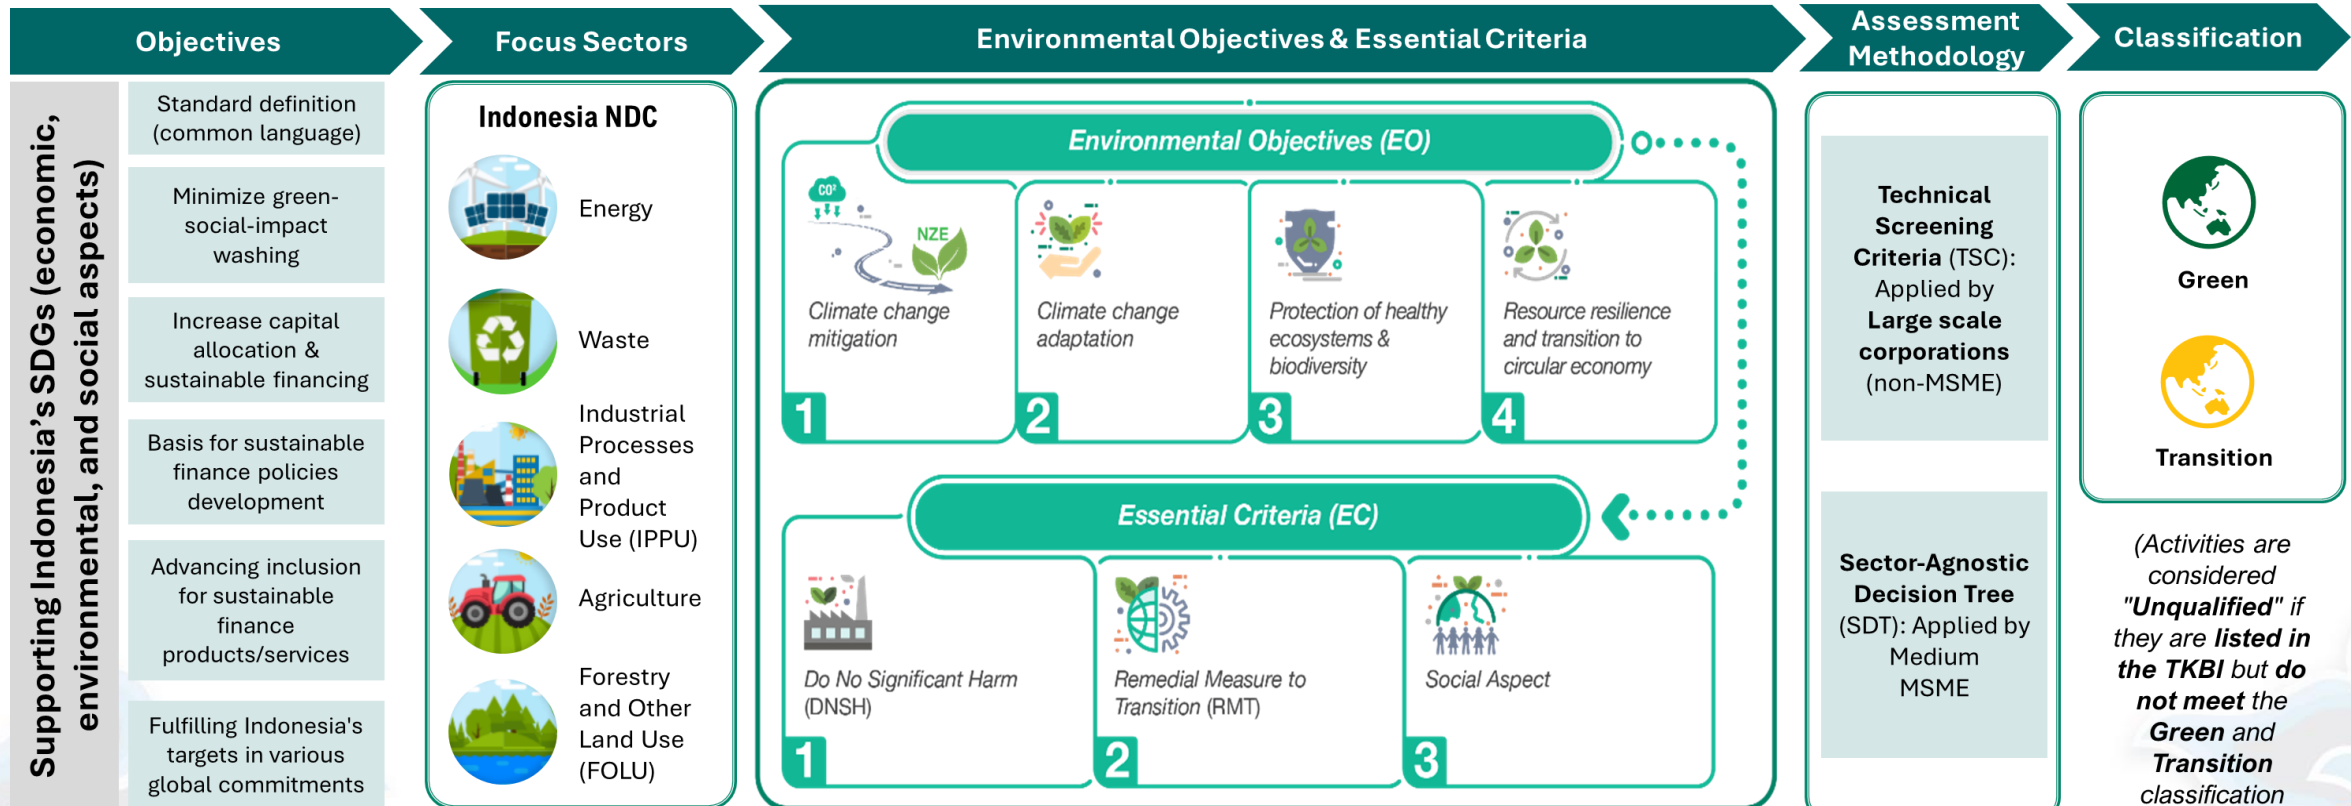 Objectives
Focus Sectors
Environmental Objectives & Essential Criteria
Assessment
Methodology
Classification
Supporting Indonesia's SDGs (economic,
environmental, and social aspects)
Standard definition
(common language)
Minimize green-
social-impact
washing
Increase capital
allocation &
sustainable financing
Basis for sustainable
finance policies
development
Advancing inclusion
for sustainable
finance
products/services
Fulfilling Indonesia's
targets in various
global commitments
Indonesia NDC
Energy
Waste
Industrial
Processes
and
Product
Use (IPPU)
Agriculture
Forestry
and Other
Land Use
(FOLU)
Environmental Objectives (EO)
CO²
NZE
Climate change
mitigation
1
Climate change
adaptation
2
Protection of healthy
ecosystems &
biodiversity
3
Resource resilience
and transition to
circular economy
4
Essential Criteria (EC)
Do No Significant Harm
(DNSH)
1
Remedial Measure to
Transition (RMT)
2
Social Aspect
3
Technical
Screening
Criteria (TSC):
Applied by
Large scale
corporations
(non-MSME)
Sector-Agnostic
Decision Tree
(SDT): Applied by
Medium
MSME
Green
Transition
(Activities are
considered
"Unqualified" if
they are listed in
the TKBI but do
not meet the
Green and
Transition
classification